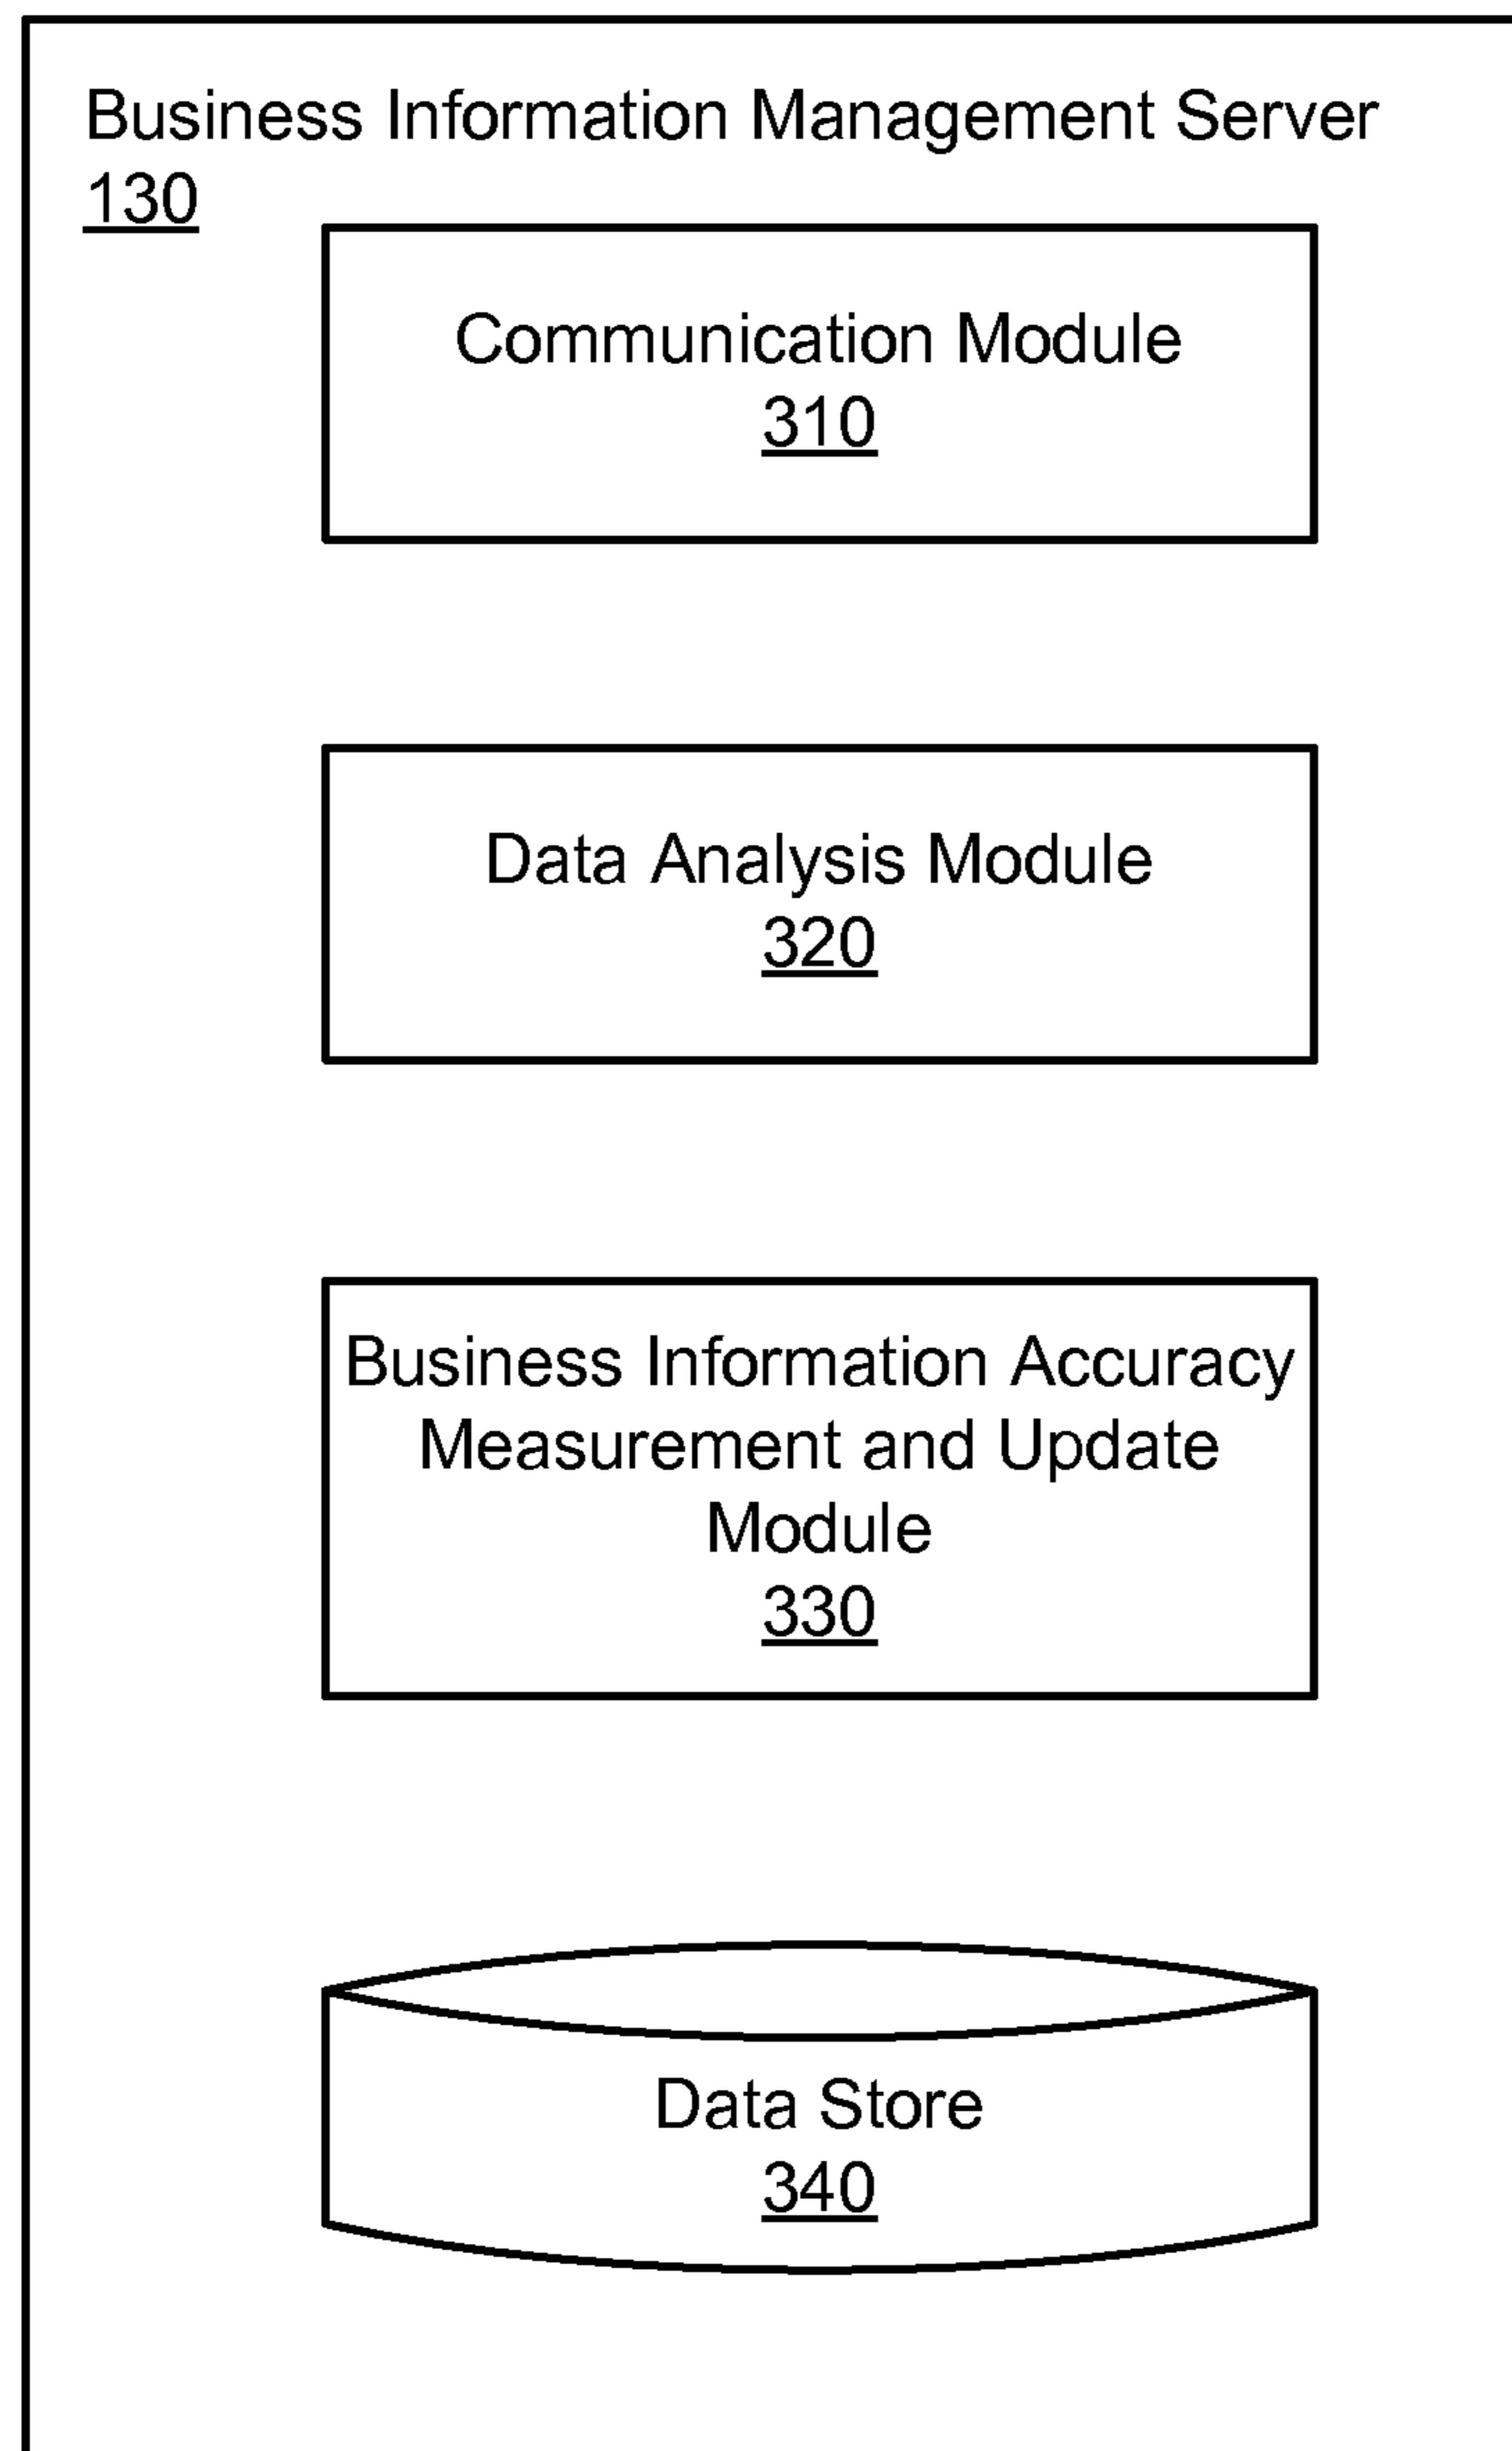 Business Information Management Server
130
Communication Module
310
Data Analysis Module
320
Business Information Accuracy
Measurement and Update
Module
330
Data Store
340